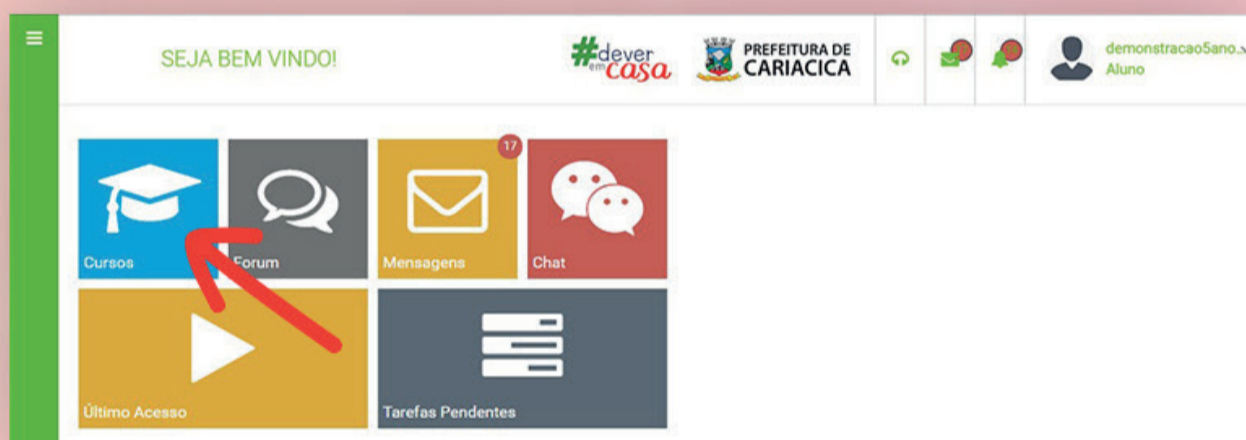 SEJA BEM VINDO!
#dever
em casa
PREFEITURA DE
CARIACICA
demonstracao5ano.
Aluno
17
Cursos
Forum
Mensagens
Chat
Último Acesso
Tarefas Pendentes